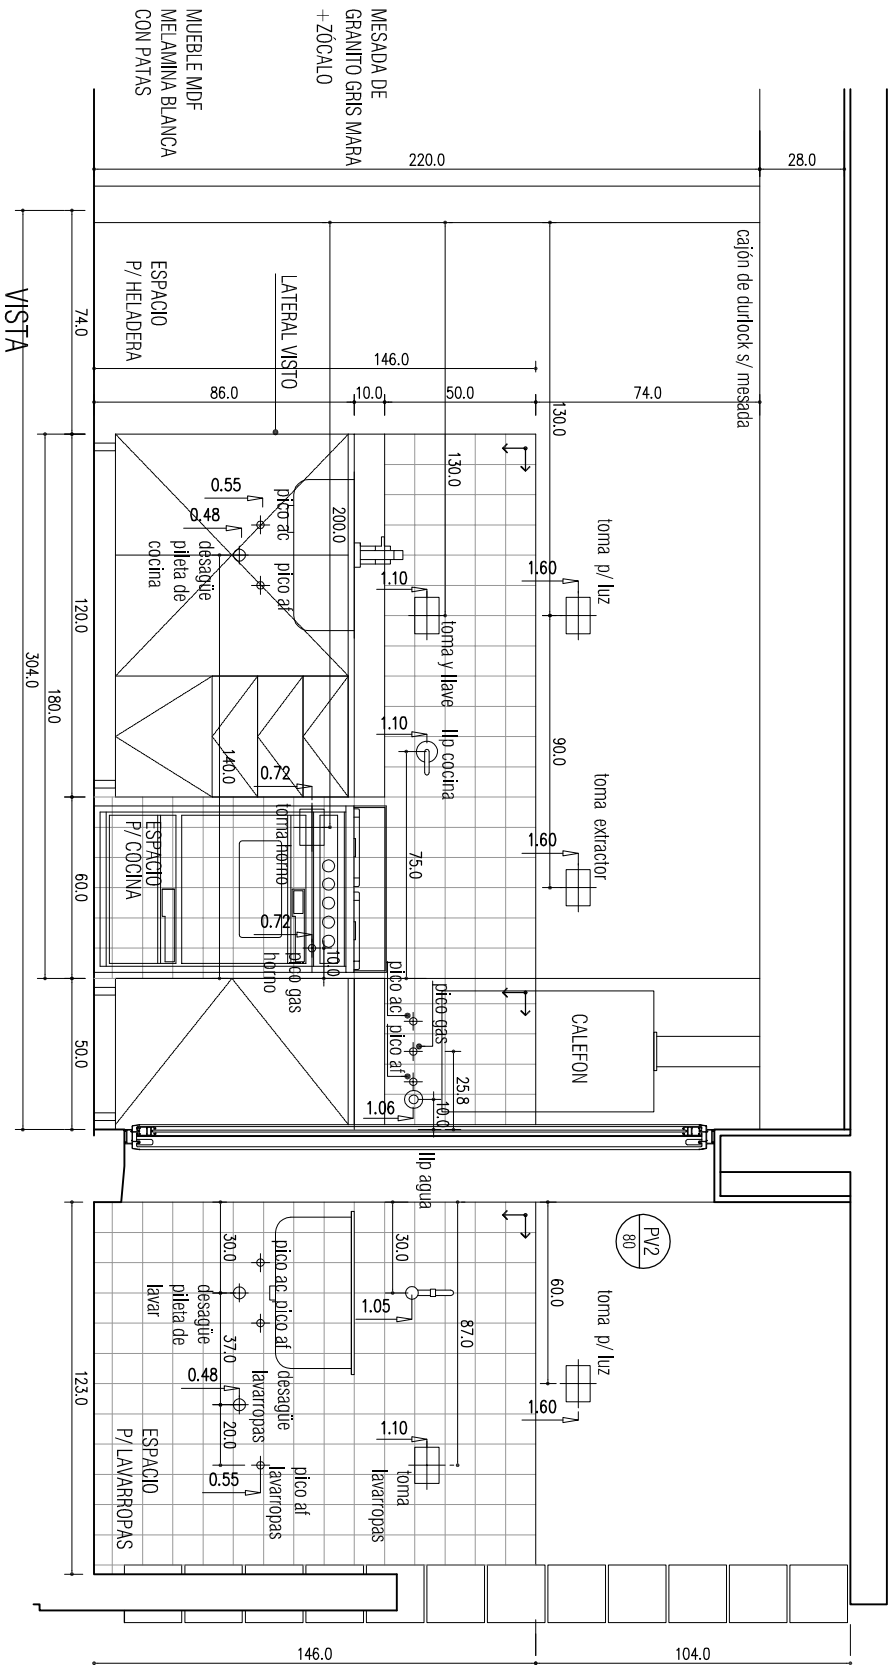 MESADA DE
GRANITO GRIS MARA
+ZÓCALO
MUEBLE MDF
MELAMINA BLANCA
CON PATAS
220.0
28.0
cajón de durlock s/ mesada
ESPACIO
P/ HELADERA
LATERAL VISTO
146.0
86.0
10.0
50.0
74.0
130.0
130.0
200.0
toma p/ luz
1.60
90.0
toma extractor
1.60
1.10
toma y llave
1.10
llp cocina
75.0
0.55
pico ac
pico af
0.48
desagüe
pileta de
cocina
140.0
0.72
toma horno
ESPACIO
P/ COCINA
0.72
pico gas
horno
10.0
CALEFON
pico ac
pico af
pico gas
25.8
10.0
1.06
llp agua
PV2
80
toma p/ luz
60.0
1.60
30.0
1.05
87.0
1.10
toma
lavarropas
pico ac
pico af
30.0
desagüe
pileta de
lavar
37.0
0.48
desagüe
lavarropas
20.0
0.55
pico af
lavarropas
ESPACIO
P/ LAVARROPAS
74.0
120.0
60.0
50.0
123.0
180.0
304.0
146.0
104.0
VISTA